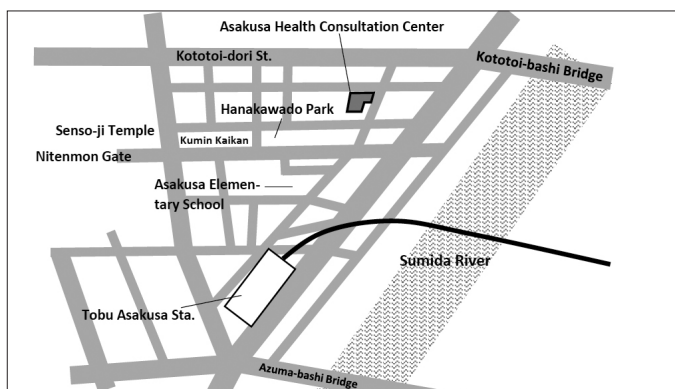 Asakusa Health Consultation Center
Kototoi-dori St.
Kototoi-bashi Bridge
Hanakawado Park
Senso-ji Temple
Kumin Kaikan
Nitenmon Gate
Asakusa Elemen-
tary School
Sumida River
Tobu Asakusa Sta.
Azuma-bashi Bridge